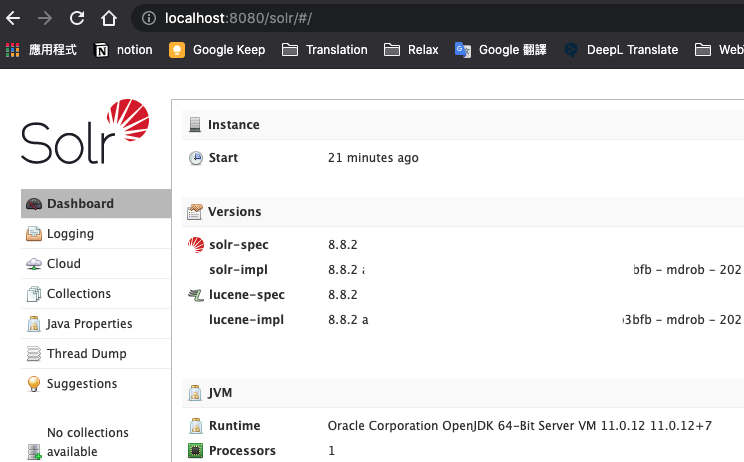 localhost:8080/solr/#/
應用程式 notion Google Keep Translation Relax Google 翻譯 DeepL Translate Web
Solr
Instance
Start 21 minutes ago
Versions
solr-spec 8.8.2
solr-impl 8.8.2 bfb - mdrob - 202
lucene-spec 8.8.2
lucene-impl 8.8.2 a 3bfb - mdrob - 202
JVM
Runtime Oracle Corporation OpenJDK 64-Bit Server VM 11.0.12 11.0.12+7
Processors 1
Dashboard
Logging
Cloud
Collections
Java Properties
Thread Dump
Suggestions
No collections
available